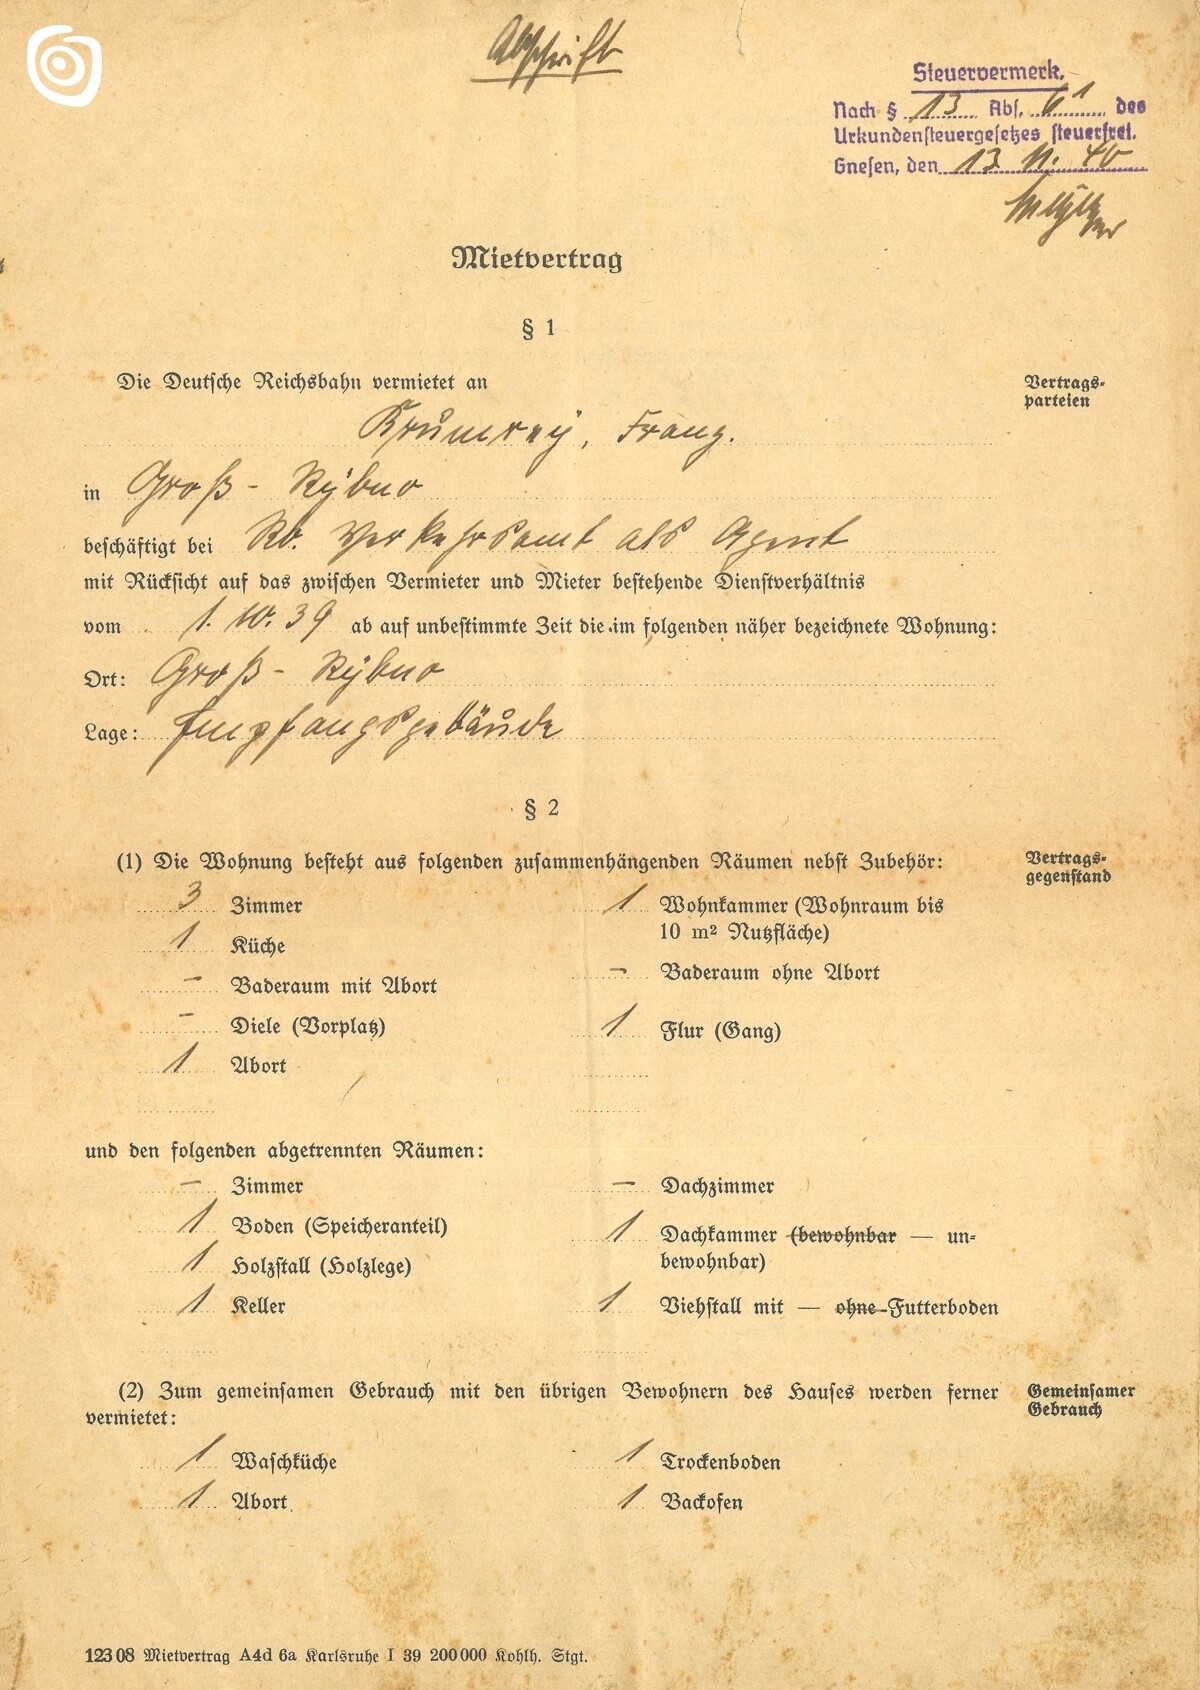 Abschrift
Steuervermerk.
Nach § 13 Abs. 6¹ des
Urkundensteuergesetzes steuerfrei.
Gnesen, den 13. 11. 40
Mietvertrag
§ 1
Die Deutsche Reichsbahn vermietet an
Vertrags-
parteien
Krumrey, Franz.
in Groß-Rybno
beschäftigt bei Rb. Verkehrsamt als Agent
mit Rücksicht auf das zwischen Vermieter und Mieter bestehende Dienstverhältnis
vom 1. 10. 39 ab auf unbestimmte Zeit die im folgenden näher bezeichnete Wohnung:
Ort: Groß-Rybno
Lage: Empfangsgebäude
§ 2
(1) Die Wohnung besteht aus folgenden zusammenhängenden Räumen nebst Zubehör:
Vertrags-
gegenstand
3 Zimmer
1 Wohnkammer (Wohnraum bis
10 m² Nutzfläche)
1 Küche
– Baderaum mit Abort
– Baderaum ohne Abort
– Diele (Vorplatz)
1 Flur (Gang)
1 Abort
und den folgenden abgetrennten Räumen:
– Zimmer
– Dachzimmer
1 Boden (Speicheranteil)
1 Dachkammer (bewohnbar — un-
bewohnbar)
1 Holzstall (Holzlege)
1 Keller
1 Viehstall mit — ohne Futterboden
(2) Zum gemeinsamen Gebrauch mit den übrigen Bewohnern des Hauses werden ferner
vermietet:
Gemeinsamer
Gebrauch
1 Waschküche
1 Trockenboden
1 Abort
1 Backofen
123 08 Mietvertrag A4d 6a Karlsruhe I 39 200 000 Kohlh. Stgt.